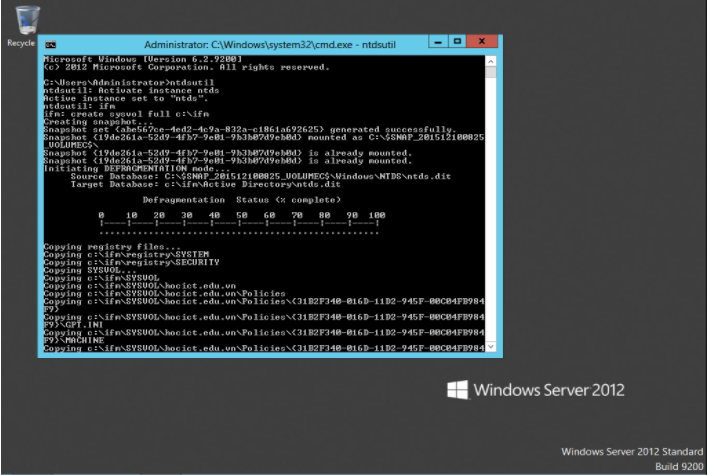 Recycle
Administrator: C:\Windows\system32\cmd.exe - ntdsutil
Microsoft Windows [Version 6.2.9200]
(c) 2012 Microsoft Corporation. All rights reserved.
C:\Users\Administrator>ntdsutil
ntdsutil: Activate instance ntds
Active instance set to "ntds".
ntdsutil: ifm
ifm: create sysvol full c:\ifm
Creating snapshot...
Snapshot set {abe567ce-4ed2-4c9a-832a-c1861a692625} generated successfully.
Snapshot {19de261a-52d9-4fb7-9e01-9b3b07d9eb0d} mounted as C:\$SNAP_201512100825
_VOLUMEC$\
Snapshot {19de261a-52d9-4fb7-9e01-9b3b07d9eb0d} is already mounted.
Snapshot {19de261a-52d9-4fb7-9e01-9b3b07d9eb0d} is already mounted.
Initiating DEFRAGMENTATION mode...
Source Database: C:\$SNAP_201512100825_VOLUMEC$\Windows\NTDS\ntds.dit
Target Database: c:\ifm\Active Directory\ntds.dit
Defragmentation Status (% complete)
0 10 20 30 40 50 60 70 80 90 100
|----|----|----|----|----|----|----|----|----|----|
...................................................
Copying registry files...
Copying c:\ifm\registry\SYSTEM
Copying c:\ifm\registry\SECURITY
Copying SYSVOL...
Copying c:\ifm\SYSVOL
Copying c:\ifm\SYSVOL\hocict.edu.vn
Copying c:\ifm\SYSVOL\hocict.edu.vn\Policies
Copying c:\ifm\SYSVOL\hocict.edu.vn\Policies\{31B2F340-016D-11D2-945F-00C04FB984
F9}
Copying c:\ifm\SYSVOL\hocict.edu.vn\Policies\{31B2F340-016D-11D2-945F-00C04FB984
F9}\GPT.INI
Copying c:\ifm\SYSVOL\hocict.edu.vn\Policies\{31B2F340-016D-11D2-945F-00C04FB984
F9}\MACHINE
Copying c:\ifm\SYSVOL\hocict.edu.vn\Policies\{31B2F340-016D-11D2-945F-00C04FB984
Windows Server 2012
Windows Server 2012 Standard
Build 9200